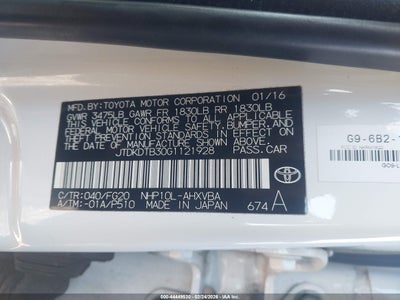 MFD.BY:TOYOTA MOTOR CORPORATION 01/16
GVWR 3475LB GAWR FR 1830LB RR 1830LB
THIS VEHICLE CONFORMS TO ALL APPLICABLE
FEDERAL MOTOR VEHICLE SAFETY, BUMPER, AND
THEFT PREVENTION STANDARDS IN EFFECT ON
THE DATE OF MANUFACTURE SHOWN ABOVE.
JTDKDTB30G1121928 PASS.CAR
C/TR:040/FG20 NHP10L-AHXVBA
A/TM:-01A/P510 MADE IN JAPAN 674 A
G9-6B2-
000-44449530 - 02/24/2026 - IAA Holdings, LLC